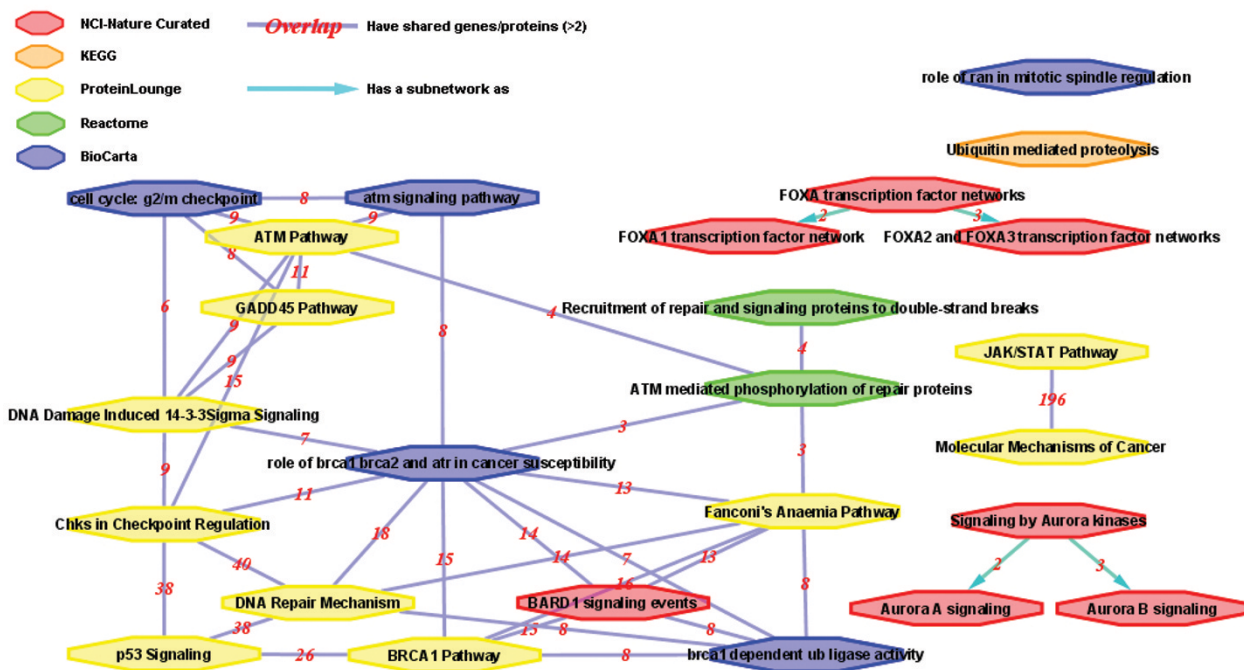 NCI-Nature Curated
Overlap
Have shared genes/proteins (>2)
KEGG
ProteinLounge
Has a subnetwork as
Reactome
BioCarta
role of ran in mitotic spindle regulation
Ubiquitin mediated proteolysis
cell cycle: g2/m checkpoint
8
atm signaling pathway
FOXA transcription factor networks
9
9
2
3
ATM Pathway
FOXA1 transcription factor network
FOXA2 and FOXA3 transcription factor networks
8
11
6
GADD45 Pathway
Recruitment of repair and signaling proteins to double-strand breaks
4
9
8
4
9
JAK/STAT Pathway
15
ATM mediated phosphorylation of repair proteins
196
DNA Damage Induced 14-3-3Sigma Signaling
7
3
3
Molecular Mechanisms of Cancer
role of brca1 brca2 and atr in cancer susceptibility
9
11
13
Chks in Checkpoint Regulation
Fanconi's Anaemia Pathway
Signaling by Aurora kinases
18
14
40
15
14
7
13
2
3
38
16
8
DNA Repair Mechanism
BARD1 signaling events
Aurora A signaling
Aurora B signaling
38
15
8
8
p53 Signaling
26
BRCA1 Pathway
8
brca1 dependent ub ligase activity